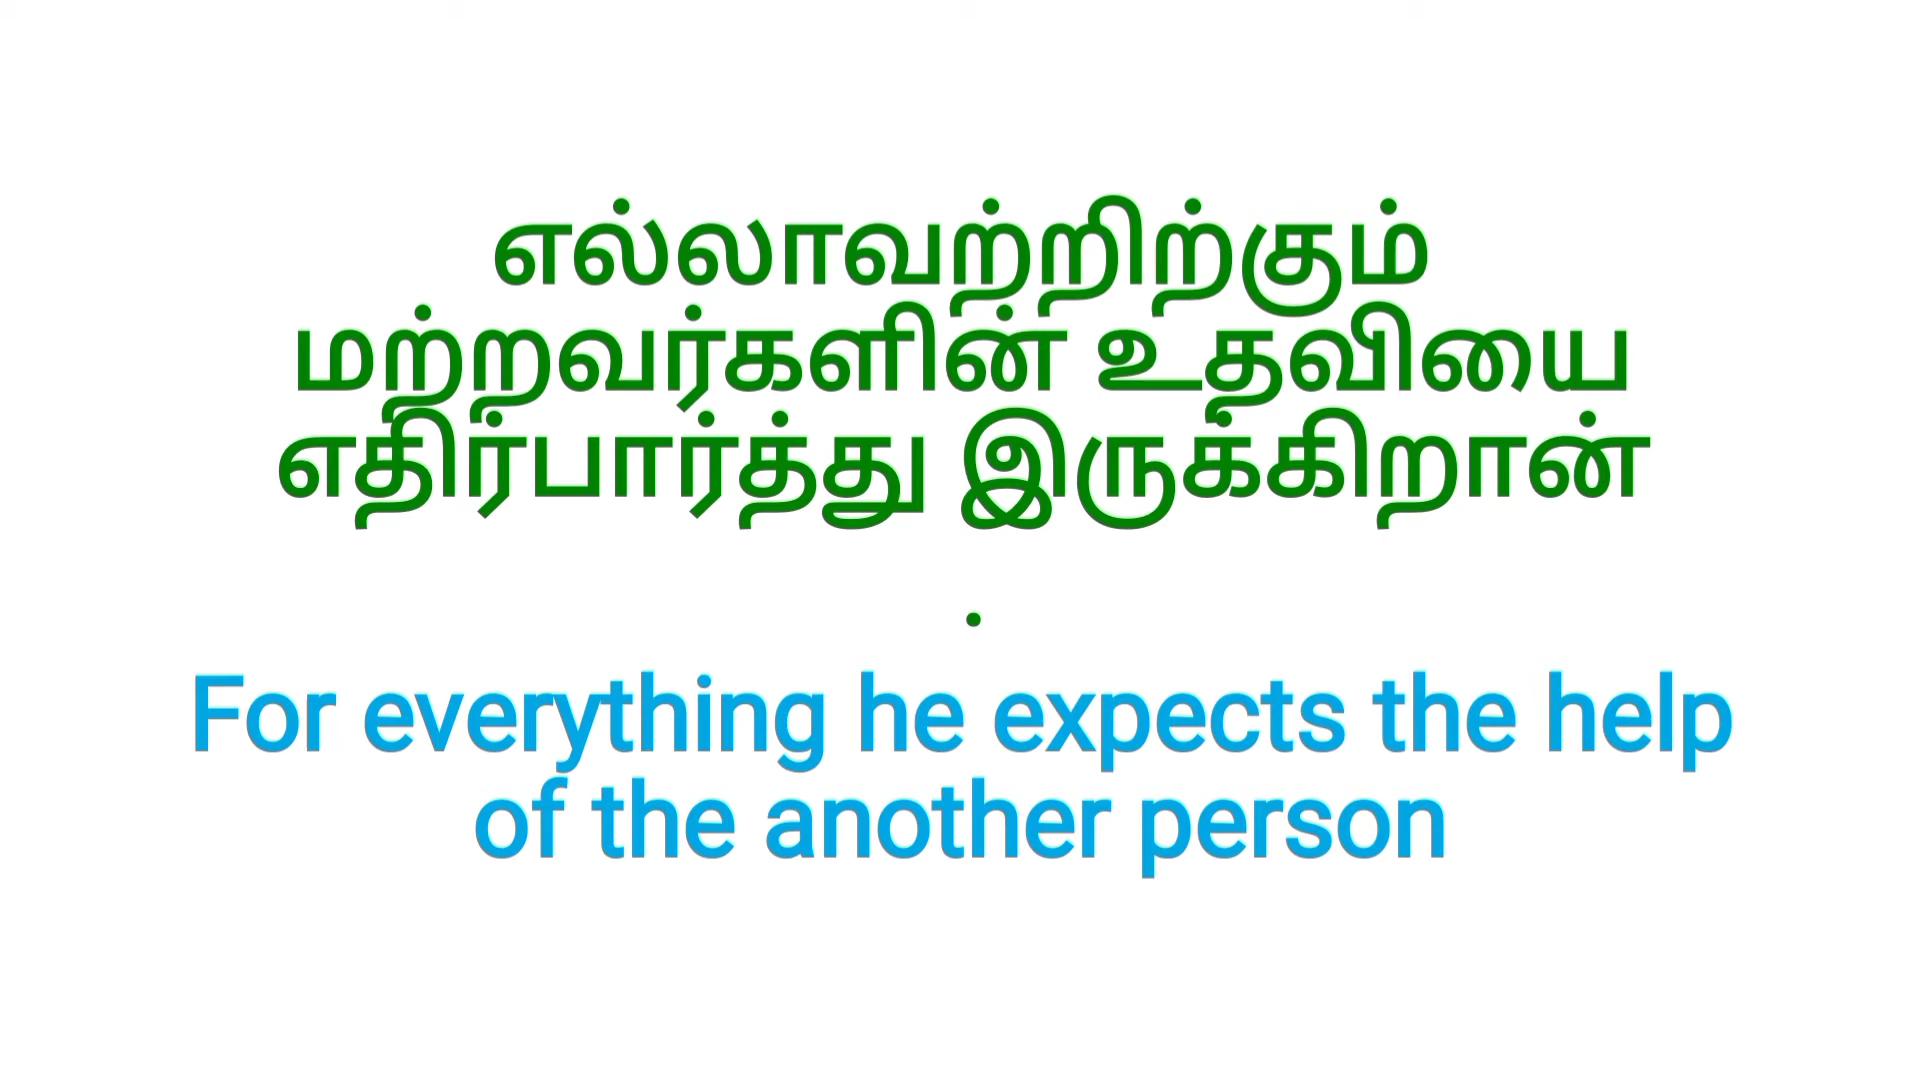 எல்லாவற்றிற்கும்
மற்றவர்களின் உதவியை
எதிர்பார்த்து இருக்கிறான்
.
For everything he expects the help
of the another person